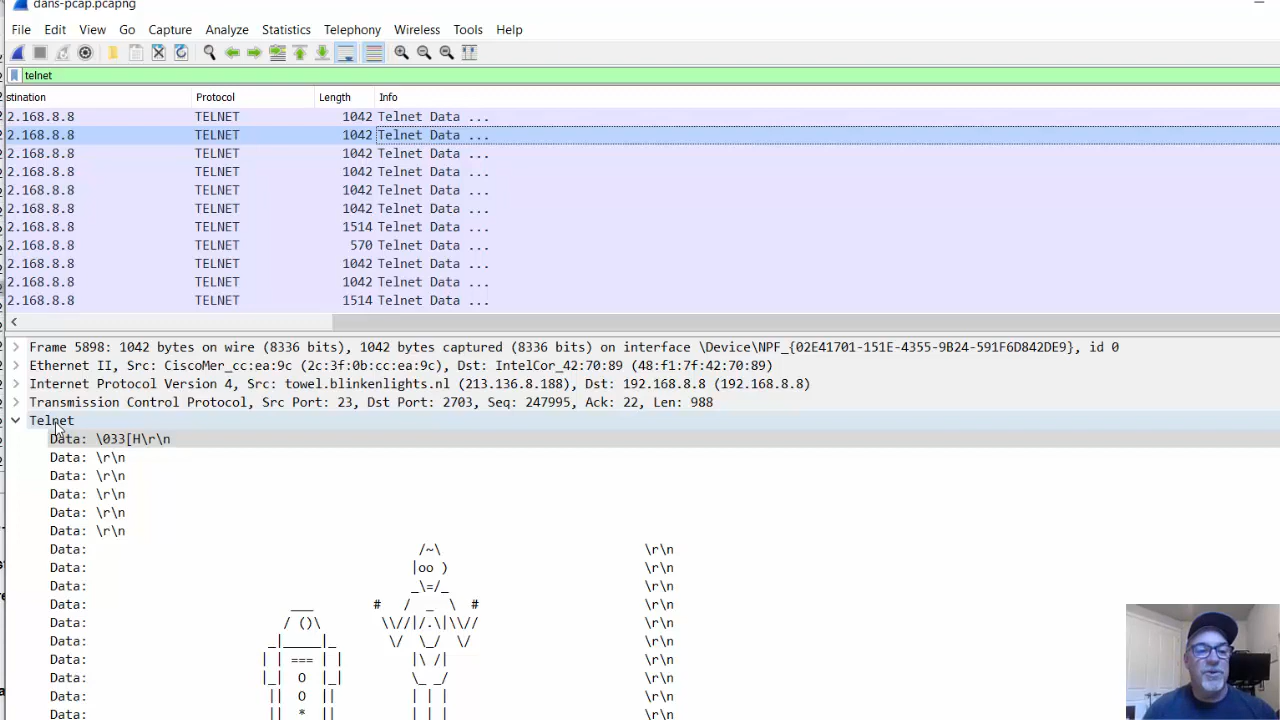 dans-pcap.pcapng
File Edit View Go Capture Analyze Statistics Telephony Wireless Tools Help
telnet
stination Protocol Length Info
2.168.8.8 TELNET 1042 Telnet Data ...
2.168.8.8 TELNET 1042 Telnet Data ...
2.168.8.8 TELNET 1042 Telnet Data ...
2.168.8.8 TELNET 1042 Telnet Data ...
2.168.8.8 TELNET 1042 Telnet Data ...
2.168.8.8 TELNET 1042 Telnet Data ...
2.168.8.8 TELNET 1514 Telnet Data ...
2.168.8.8 TELNET 570 Telnet Data ...
2.168.8.8 TELNET 1042 Telnet Data ...
2.168.8.8 TELNET 1042 Telnet Data ...
2.168.8.8 TELNET 1514 Telnet Data ...
Frame 5898: 1042 bytes on wire (8336 bits), 1042 bytes captured (8336 bits) on interface \Device\NPF_{02E41701-151E-4355-9B24-591F6D842DE9}, id 0
Ethernet II, Src: CiscoMer_cc:ea:9c (2c:3f:0b:cc:ea:9c), Dst: IntelCor_42:70:89 (48:f1:7f:42:70:89)
Internet Protocol Version 4, Src: towel.blinkenlights.nl (213.136.8.188), Dst: 192.168.8.8 (192.168.8.8)
Transmission Control Protocol, Src Port: 23, Dst Port: 2703, Seq: 247995, Ack: 22, Len: 988
Telnet
Data: \033[H\r\n
Data: \r\n
Data: \r\n
Data: \r\n
Data: \r\n
Data: \r\n
Data: /~\ \r\n
Data: |oo ) \r\n
Data: _\=/_ \r\n
Data: ___ # / _ \ # \r\n
Data: / ()\ \\//|/.\|\\// \r\n
Data: _|_____|_ \/ \_/ \/ \r\n
Data: | | === | | |\ /| \r\n
Data: |_| O |_| \_ _/ \r\n
Data: || O || | | | \r\n
Data: || * || | | | \r\n